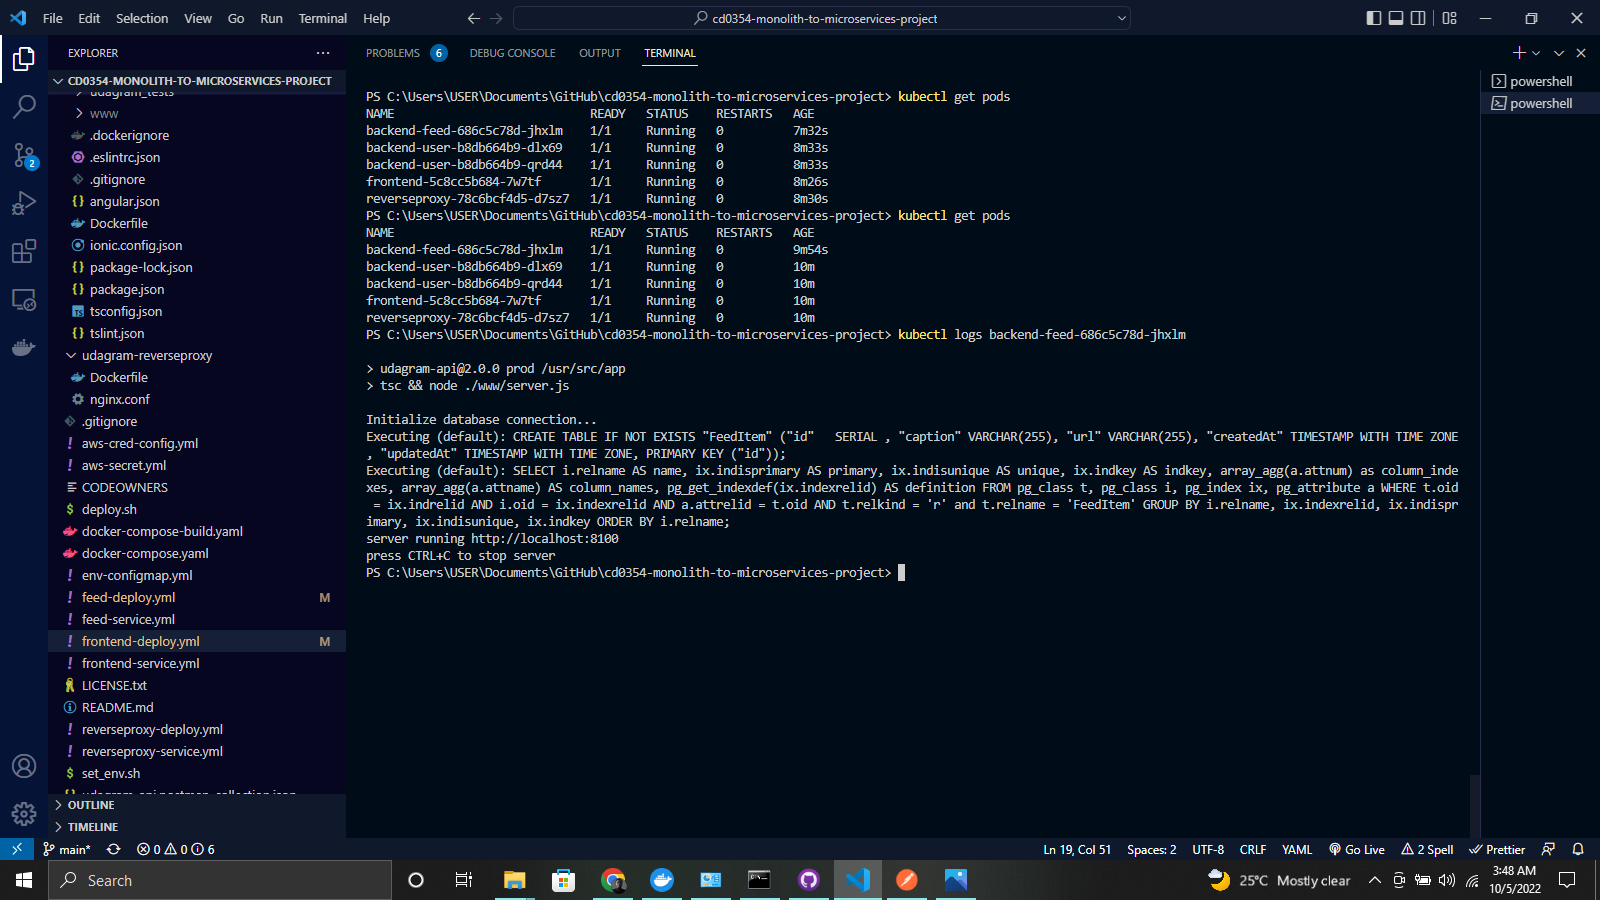 File Edit Selection View Go Run Terminal Help
cd0354-monolith-to-microservices-project
EXPLORER
CD0354-MONOLITH-TO-MICROSERVICES-PROJECT
udagram_tests
www
.dockerignore
.eslintrc.json
.gitignore
angular.json
Dockerfile
ionic.config.json
package-lock.json
package.json
tsconfig.json
tslint.json
udagram-reverseproxy
Dockerfile
nginx.conf
.gitignore
aws-cred-config.yml
aws-secret.yml
CODEOWNERS
deploy.sh
docker-compose-build.yaml
docker-compose.yaml
env-configmap.yml
feed-deploy.yml M
feed-service.yml
frontend-deploy.yml M
frontend-service.yml
LICENSE.txt
README.md
reverseproxy-deploy.yml
reverseproxy-service.yml
set_env.sh
udagram-api.postman_collection.json
OUTLINE
TIMELINE
2
PROBLEMS 6 DEBUG CONSOLE OUTPUT TERMINAL
powershell
powershell
PS C:\Users\USER\Documents\GitHub\cd0354-monolith-to-microservices-project> kubectl get pods
NAME READY STATUS RESTARTS AGE
backend-feed-686c5c78d-jhxlm 1/1 Running 0 7m32s
backend-user-b8db664b9-dlx69 1/1 Running 0 8m33s
backend-user-b8db664b9-qrd44 1/1 Running 0 8m33s
frontend-5c8cc5b684-7w7tf 1/1 Running 0 8m26s
reverseproxy-78c6bcf4d5-d7sz7 1/1 Running 0 8m30s
PS C:\Users\USER\Documents\GitHub\cd0354-monolith-to-microservices-project> kubectl get pods
NAME READY STATUS RESTARTS AGE
backend-feed-686c5c78d-jhxlm 1/1 Running 0 9m54s
backend-user-b8db664b9-dlx69 1/1 Running 0 10m
backend-user-b8db664b9-qrd44 1/1 Running 0 10m
frontend-5c8cc5b684-7w7tf 1/1 Running 0 10m
reverseproxy-78c6bcf4d5-d7sz7 1/1 Running 0 10m
PS C:\Users\USER\Documents\GitHub\cd0354-monolith-to-microservices-project> kubectl logs backend-feed-686c5c78d-jhxlm
> udagram-api@2.0.0 prod /usr/src/app
> tsc && node ./www/server.js
Initialize database connection...
Executing (default): CREATE TABLE IF NOT EXISTS "FeedItem" ("id"   SERIAL , "caption" VARCHAR(255), "url" VARCHAR(255), "createdAt" TIMESTAMP WITH TIME ZONE
, "updatedAt" TIMESTAMP WITH TIME ZONE, PRIMARY KEY ("id"));
Executing (default): SELECT i.relname AS name, ix.indisprimary AS primary, ix.indisunique AS unique, ix.indkey AS indkey, array_agg(a.attnum) as column_inde
xes, array_agg(a.attname) AS column_names, pg_get_indexdef(ix.indexrelid) AS definition FROM pg_class t, pg_class i, pg_index ix, pg_attribute a WHERE t.oid
= ix.indrelid AND i.oid = ix.indexrelid AND a.attrelid = t.oid AND t.relkind = 'r' and t.relname = 'FeedItem' GROUP BY i.relname, ix.indexrelid, ix.indispr
imary, ix.indisunique, ix.indkey ORDER BY i.relname;
server running http://localhost:8100
press CTRL+C to stop server
PS C:\Users\USER\Documents\GitHub\cd0354-monolith-to-microservices-project>
main* 0 0 6 Ln 19, Col 51 Spaces: 2 UTF-8 CRLF YAML Go Live 2 Spell Prettier
Search 25°C Mostly clear 3:48 AM
10/5/2022